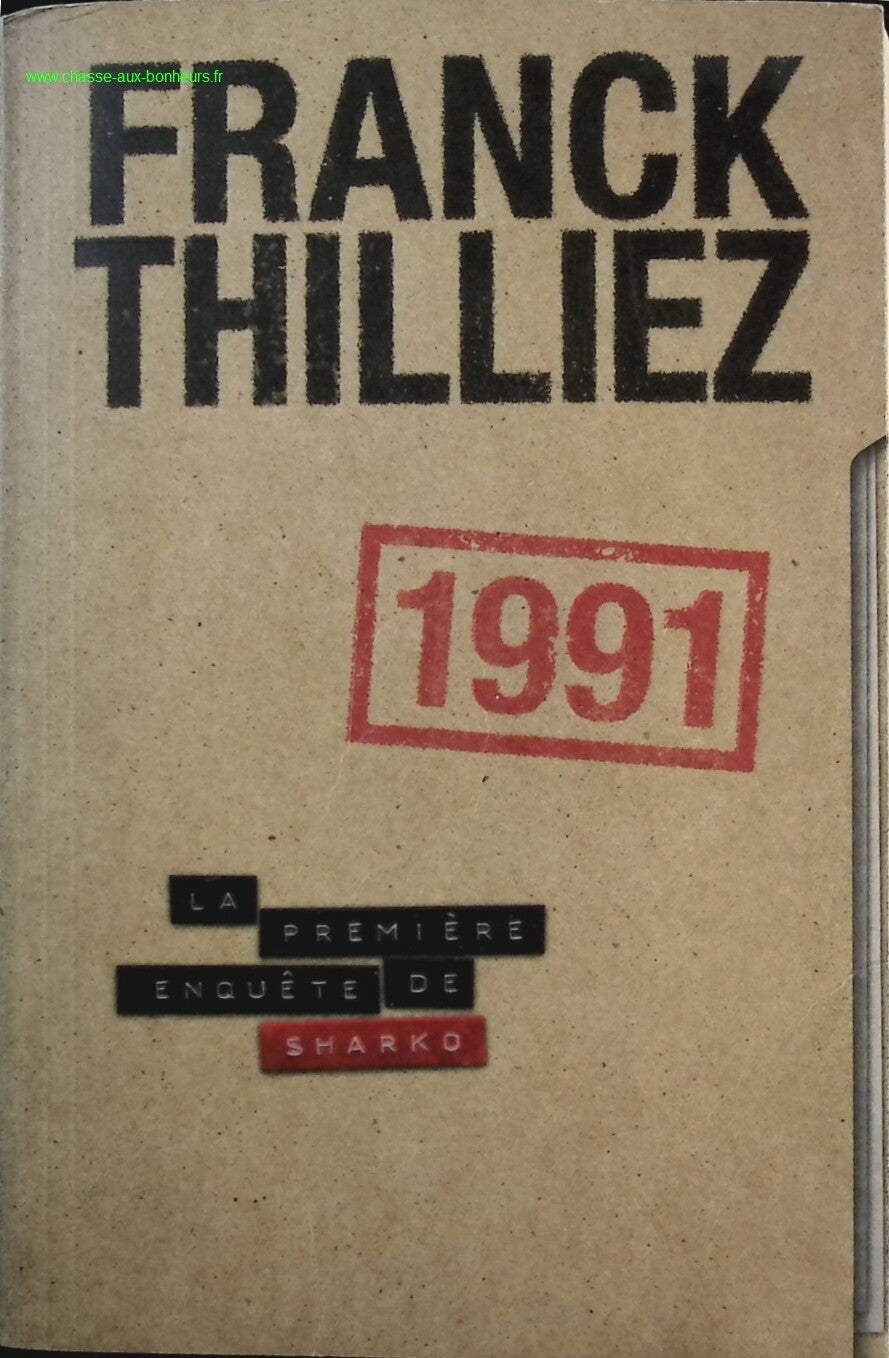 www.chasse-aux-bonheurs.fr
FRANCK
THILLIEZ
1991
LA
PREMIÈRE
ENQUÊTE DE
SHARKO